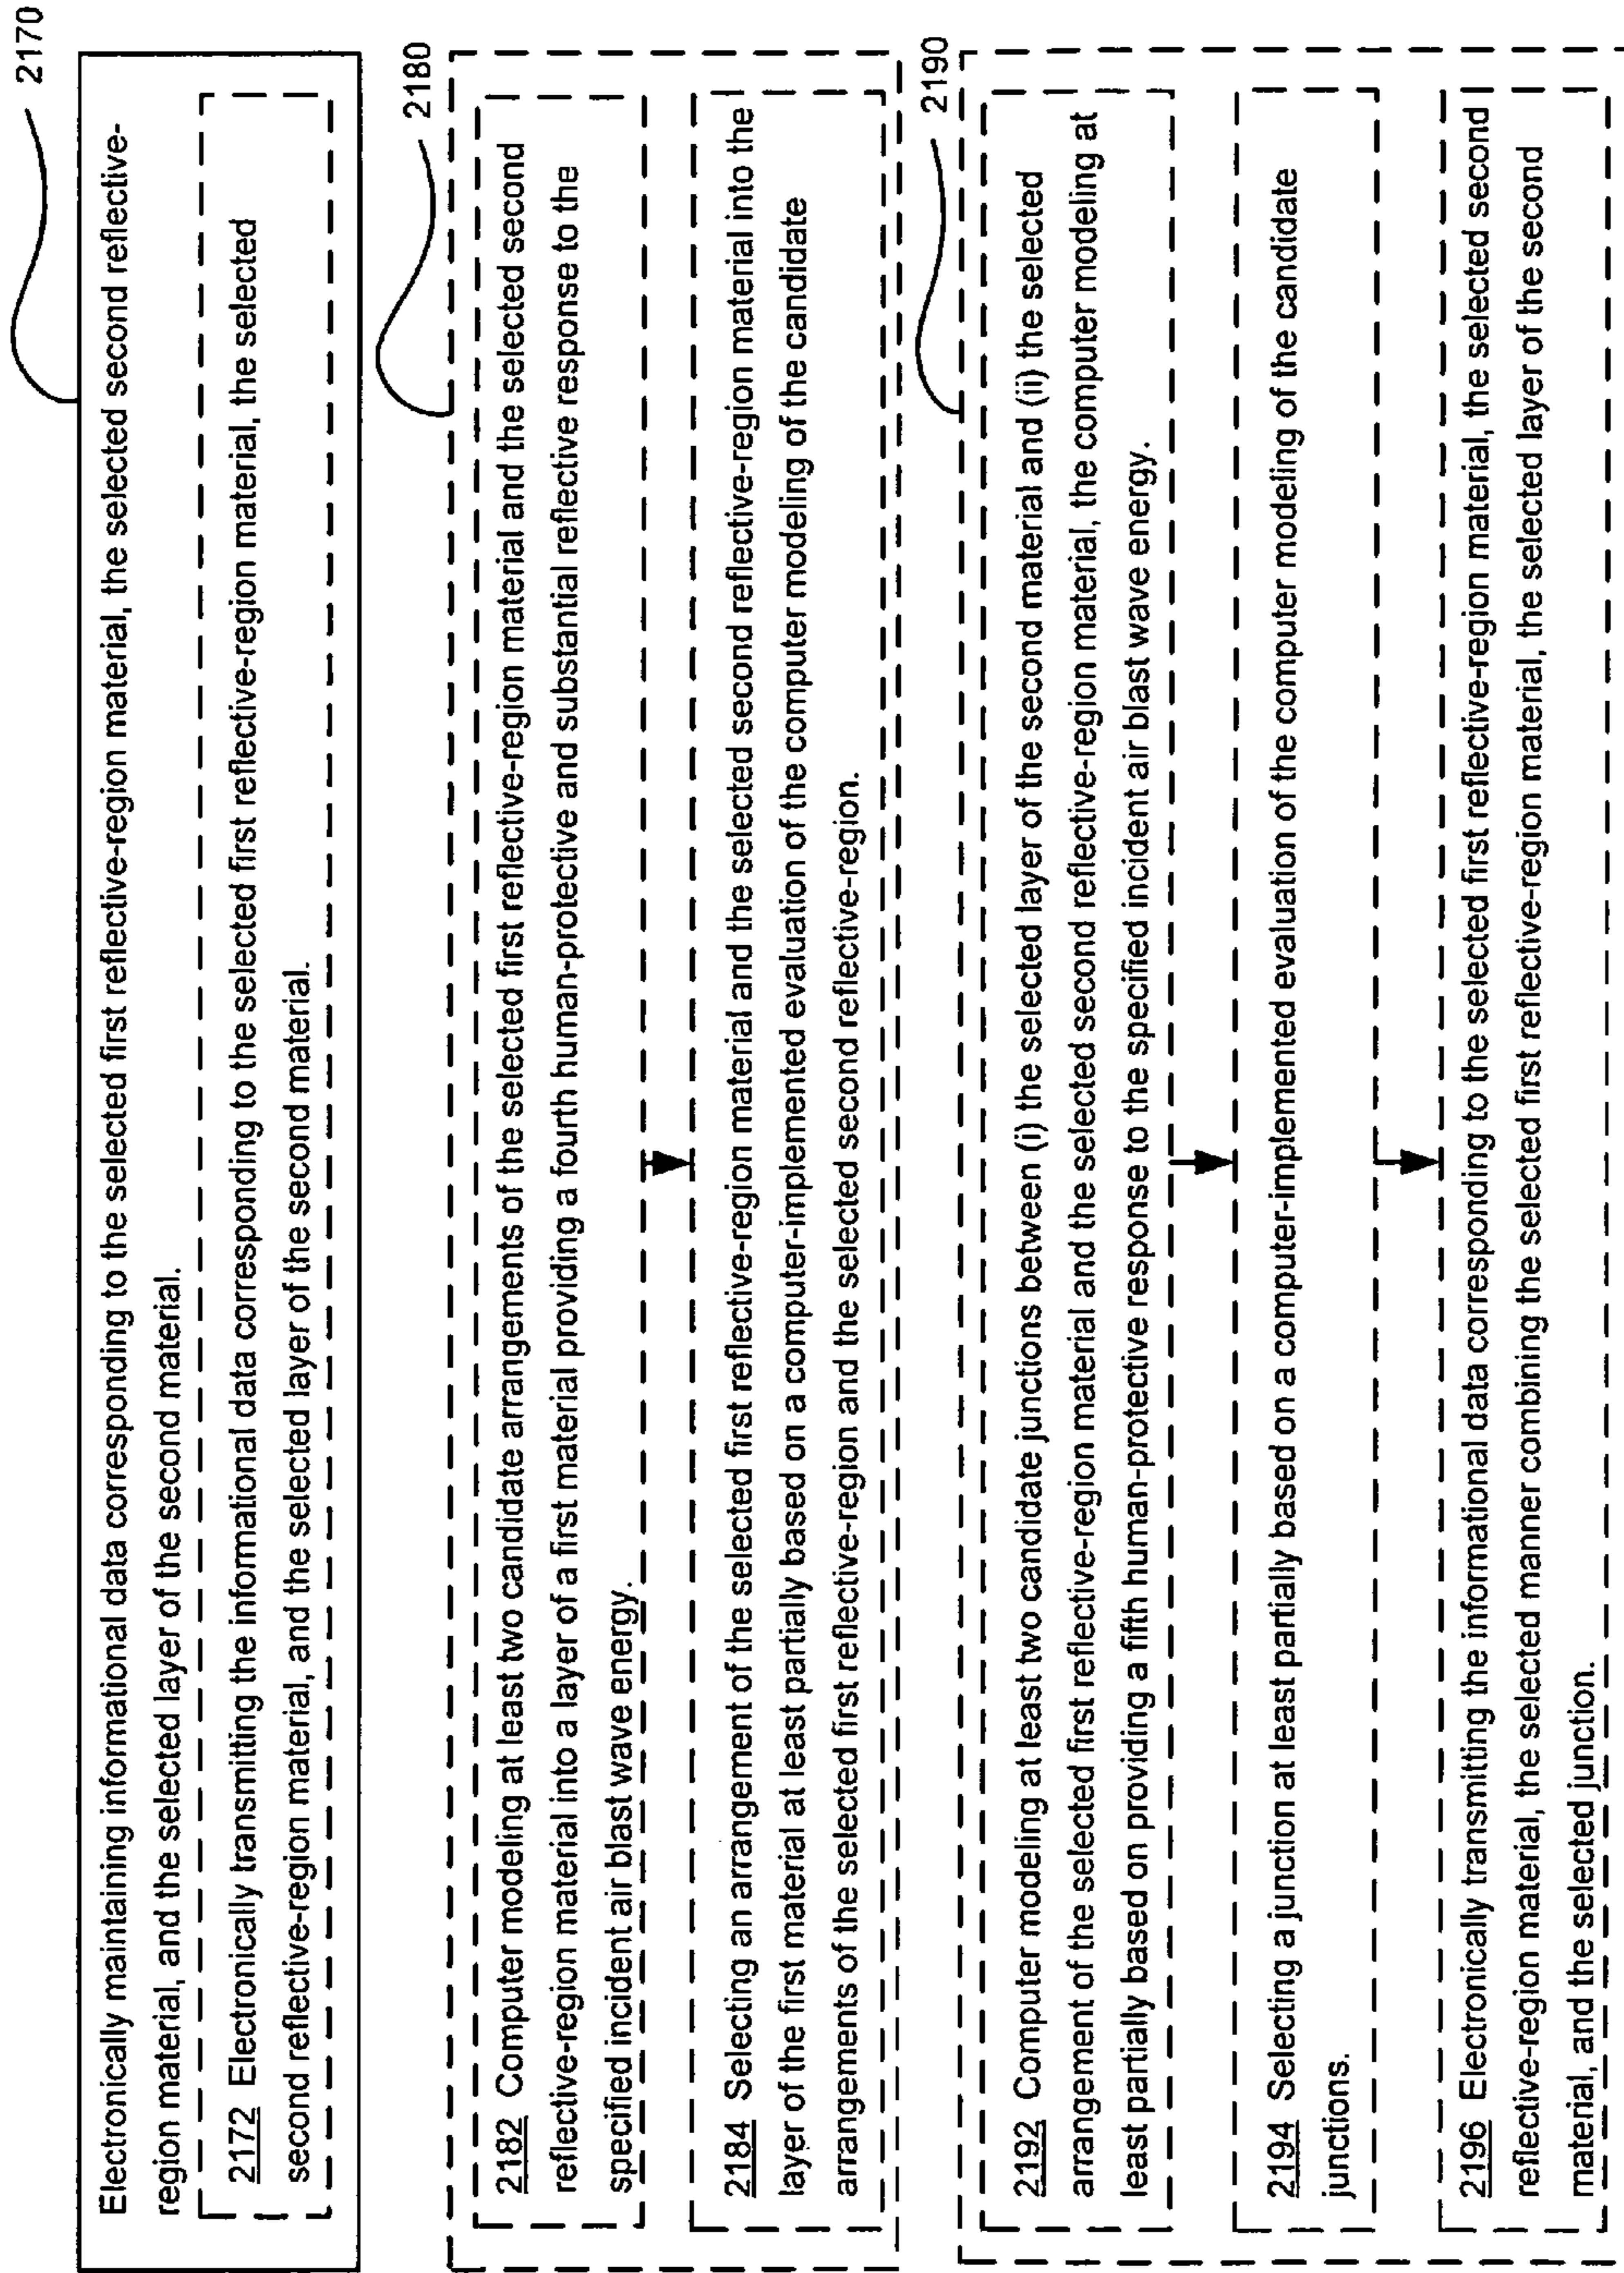 2170
Electronically maintaining informational data corresponding to the selected first reflective-region material, the selected second reflective-
region material, and the selected layer of the second material.
2172 Electronically transmitting the informational data corresponding to the selected first reflective-region material, the selected
second reflective-region material, and the selected layer of the second material.
2180
2182 Computer modeling at least two candidate arrangements of the selected first reflective-region material and the selected second
reflective-region material into a layer of a first material providing a fourth human-protective and substantial reflective response to the
specified incident air blast wave energy.
2184 Selecting an arrangement of the selected first reflective-region material and the selected second reflective-region material into the
layer of the first material at least partially based on a computer-implemented evaluation of the computer modeling of the candidate
arrangements of the selected first reflective-region and the selected second reflective-region.
2190
2192 Computer modeling at least two candidate junctions between (i) the selected layer of the second material and (ii) the selected
arrangement of the selected first reflective-region material and the selected second reflective-region material, the computer modeling at
least partially based on providing a fifth human-protective response to the specified incident air blast wave energy.
2194 Selecting a junction at least partially based on a computer-implemented evaluation of the computer modeling of the candidate
junctions.
2196 Electronically transmitting the informational data corresponding to the selected first reflective-region material, the selected second
reflective-region material, the selected manner combining the selected first reflective-region material, the selected layer of the second
material, and the selected junction.